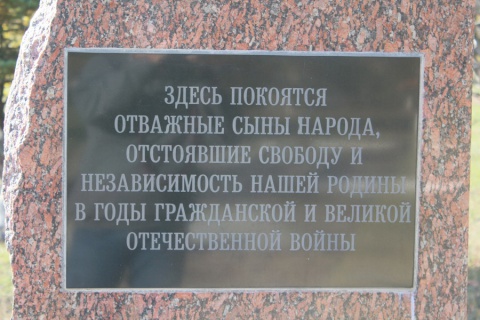 ЗДЕСЬ ПОКОЯТСЯ
ОТВАЖНЫЕ СЫНЫ НАРОДА,
ОТСТОЯВШИЕ СВОБОДУ И
НЕЗАВИСИМОСТЬ НАШЕЙ РОДИНЫ
В ГОДЫ ГРАЖДАНСКОЙ И ВЕЛИКОЙ
ОТЕЧЕСТВЕННОЙ ВОЙНЫ